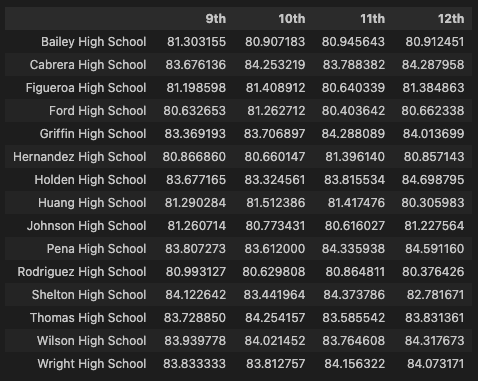 9th 10th 11th 12th
Bailey High School 81.303155 80.907183 80.945643 80.912451
Cabrera High School 83.676136 84.253219 83.788382 84.287958
Figueroa High School 81.198598 81.408912 80.640339 81.384863
Ford High School 80.632653 81.262712 80.403642 80.662338
Griffin High School 83.369193 83.706897 84.288089 84.013699
Hernandez High School 80.866860 80.660147 81.396140 80.857143
Holden High School 83.677165 83.324561 83.815534 84.698795
Huang High School 81.290284 81.512386 81.417476 80.305983
Johnson High School 81.260714 80.773431 80.616027 81.227564
Pena High School 83.807273 83.612000 84.335938 84.591160
Rodriguez High School 80.993127 80.629808 80.864811 80.376426
Shelton High School 84.122642 83.441964 84.373786 82.781671
Thomas High School 83.728850 84.254157 83.585542 83.831361
Wilson High School 83.939778 84.021452 83.764608 84.317673
Wright High School 83.833333 83.812757 84.156322 84.073171